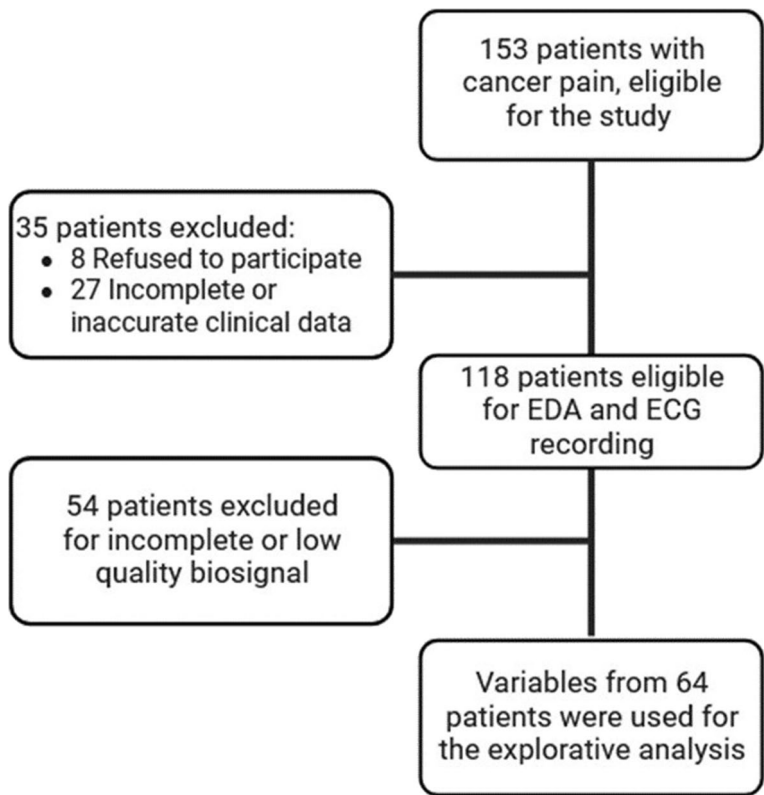 153 patients with
cancer pain, eligible
for the study
35 patients excluded:
• 8 Refused to participate
• 27 Incomplete or
inaccurate clinical data
118 patients eligible
for EDA and ECG
recording
54 patients excluded
for incomplete or low
quality biosignal
Variables from 64
patients were used for
the explorative analysis